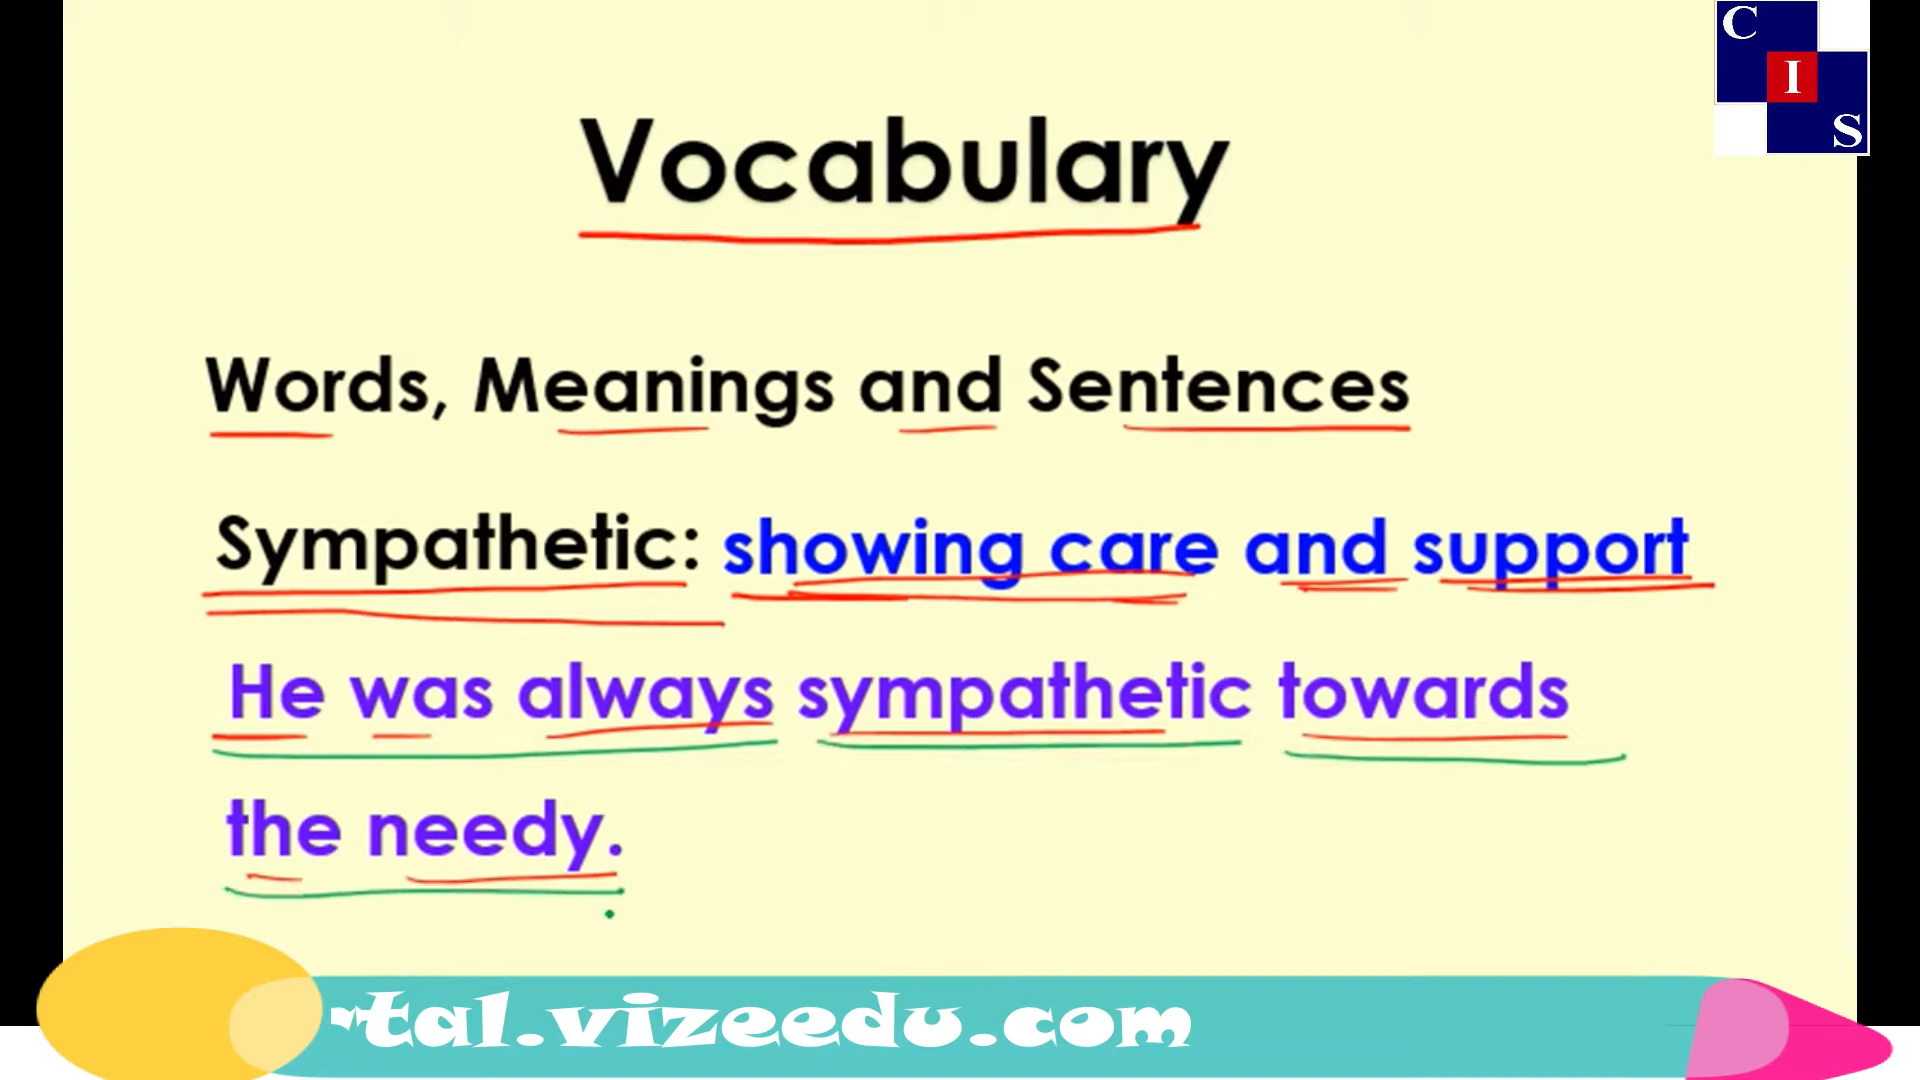 C
I
S
Vocabulary
Words, Meanings and Sentences
Sympathetic: showing care and support
He was always sympathetic towards
the needy.
tal.vizeedu.com